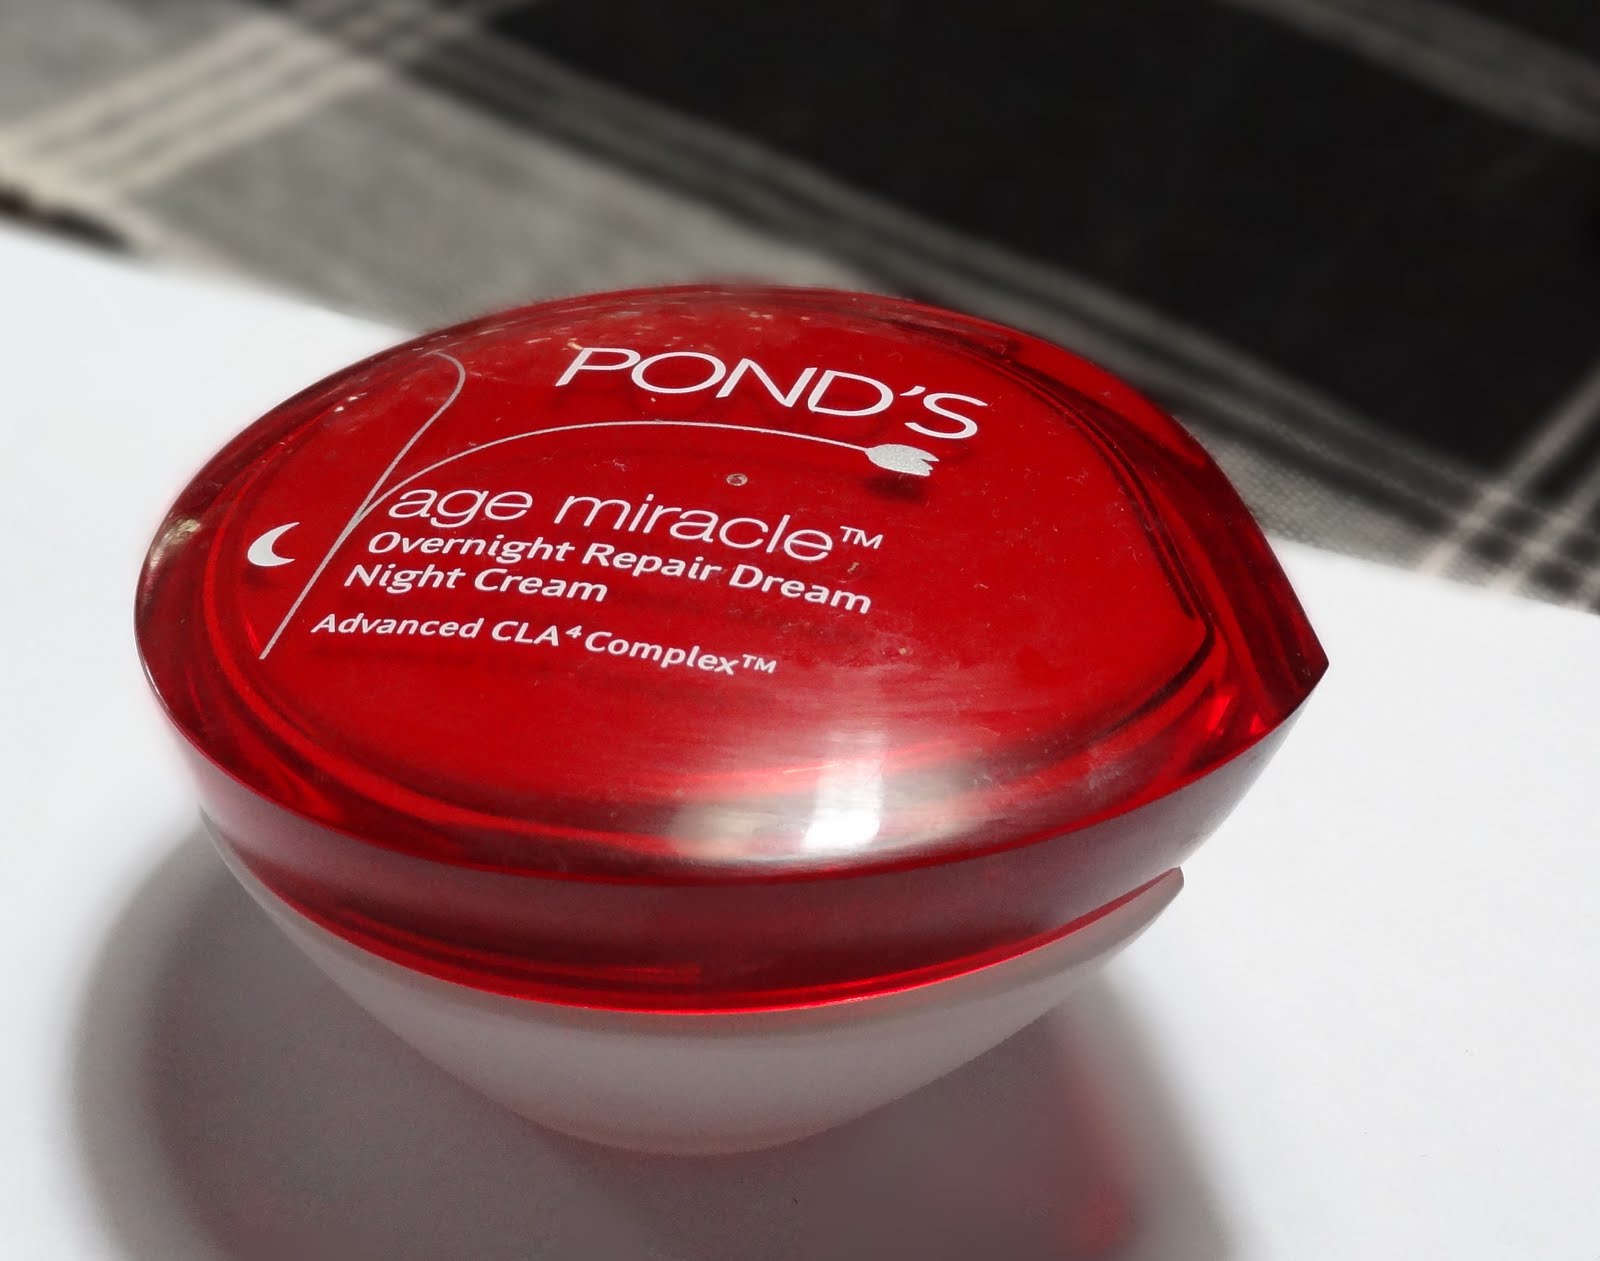 POND'S
age miracle™
Overnight Repair Dream
Night Cream
Advanced CLA⁴ Complex™